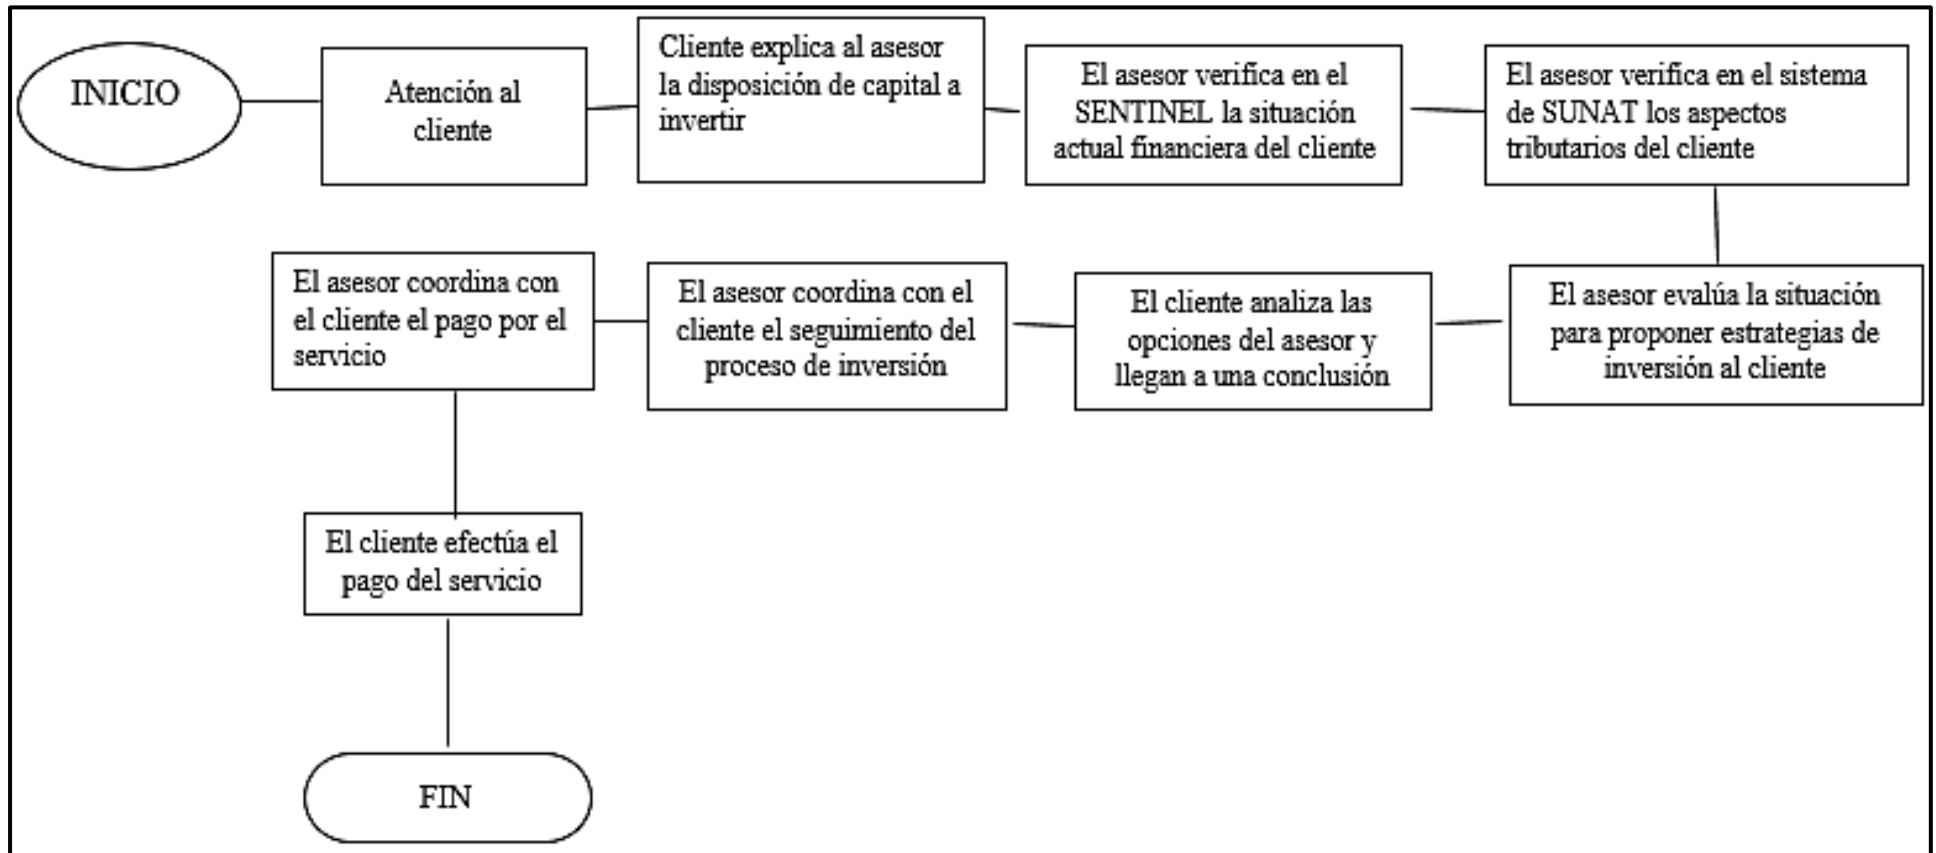 INICIO
Atención al
cliente
Cliente explica al asesor
la disposición de capital a
invertir
El asesor verifica en el
SENTINEL la situación
actual financiera del cliente
El asesor verifica en el sistema
de SUNAT los aspectos
tributarios del cliente
El asesor evalúa la situación
para proponer estrategias de
inversión al cliente
El cliente analiza las
opciones del asesor y
llegan a una conclusión
El asesor coordina con el
cliente el seguimiento del
proceso de inversión
El asesor coordina con
el cliente el pago por el
servicio
El cliente efectúa el
pago del servicio
FIN